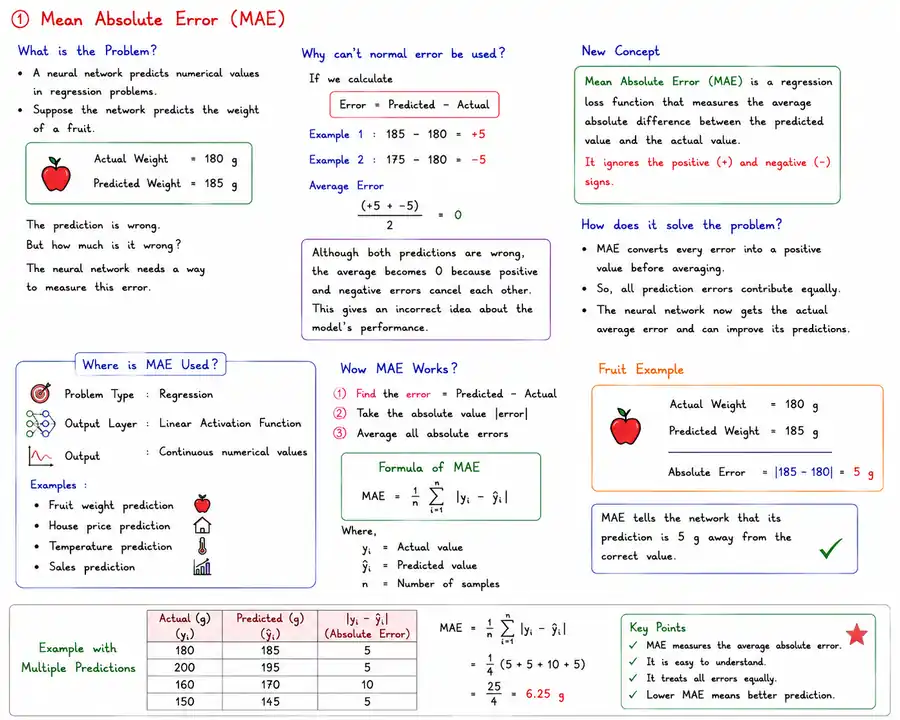 ① Mean Absolute Error (MAE)
What is the Problem?
• A neural network predicts numerical values
in regression problems.
• Suppose the network predicts the weight
of a fruit.
Actual Weight = 180 g
Predicted Weight = 185 g
The prediction is wrong.
But how much is it wrong?
The neural network needs a way
to measure this error.
Why can't normal error be used?
If we calculate
Error = Predicted − Actual
Example 1 : 185 − 180 = +5
Example 2 : 175 − 180 = −5
Average Error
(+5 + −5)
2
= 0
Although both predictions are wrong,
the average becomes 0 because positive
and negative errors cancel each other.
This gives an incorrect idea about the
model's performance.
New Concept
Mean Absolute Error (MAE) is a regression
loss function that measures the average
absolute difference between the predicted
value and the actual value.
It ignores the positive (+) and negative (−)
signs.
How does it solve the problem?
• MAE converts every error into a positive
value before averaging.
• So, all prediction errors contribute equally.
• The neural network now gets the actual
average error and can improve its predictions.
Where is MAE Used?
Problem Type : Regression
Output Layer : Linear Activation Function
Output : Continuous numerical values
Examples :
• Fruit weight prediction
• House price prediction
• Temperature prediction
• Sales prediction
Wow MAE Works?
① Find the error = Predicted − Actual
② Take the absolute value |error|
③ Average all absolute errors
Formula of MAE
MAE = 1/n ∑ i=1 n |yᵢ − ŷᵢ|
Where,
yᵢ = Actual value
ŷᵢ = Predicted value
n = Number of samples
Fruit Example
Actual Weight = 180 g
Predicted Weight = 185 g
Absolute Error = |185 − 180| = 5 g
MAE tells the network that its
prediction is 5 g away from the
correct value.
Example with
Multiple Predictions
Actual (g) Predicted (g) |yᵢ − ŷᵢ|
(yᵢ) (ŷᵢ) (Absolute Error)
180 185 5
200 195 5
160 170 10
150 145 5
MAE = 1/n ∑ i=1 n |yᵢ − ŷᵢ|
= 1/4 (5 + 5 + 10 + 5)
= 25/4 = 6.25 g
Key Points
✓ MAE measures the average absolute error.
✓ It is easy to understand.
✓ It treats all errors equally.
✓ Lower MAE means better prediction.